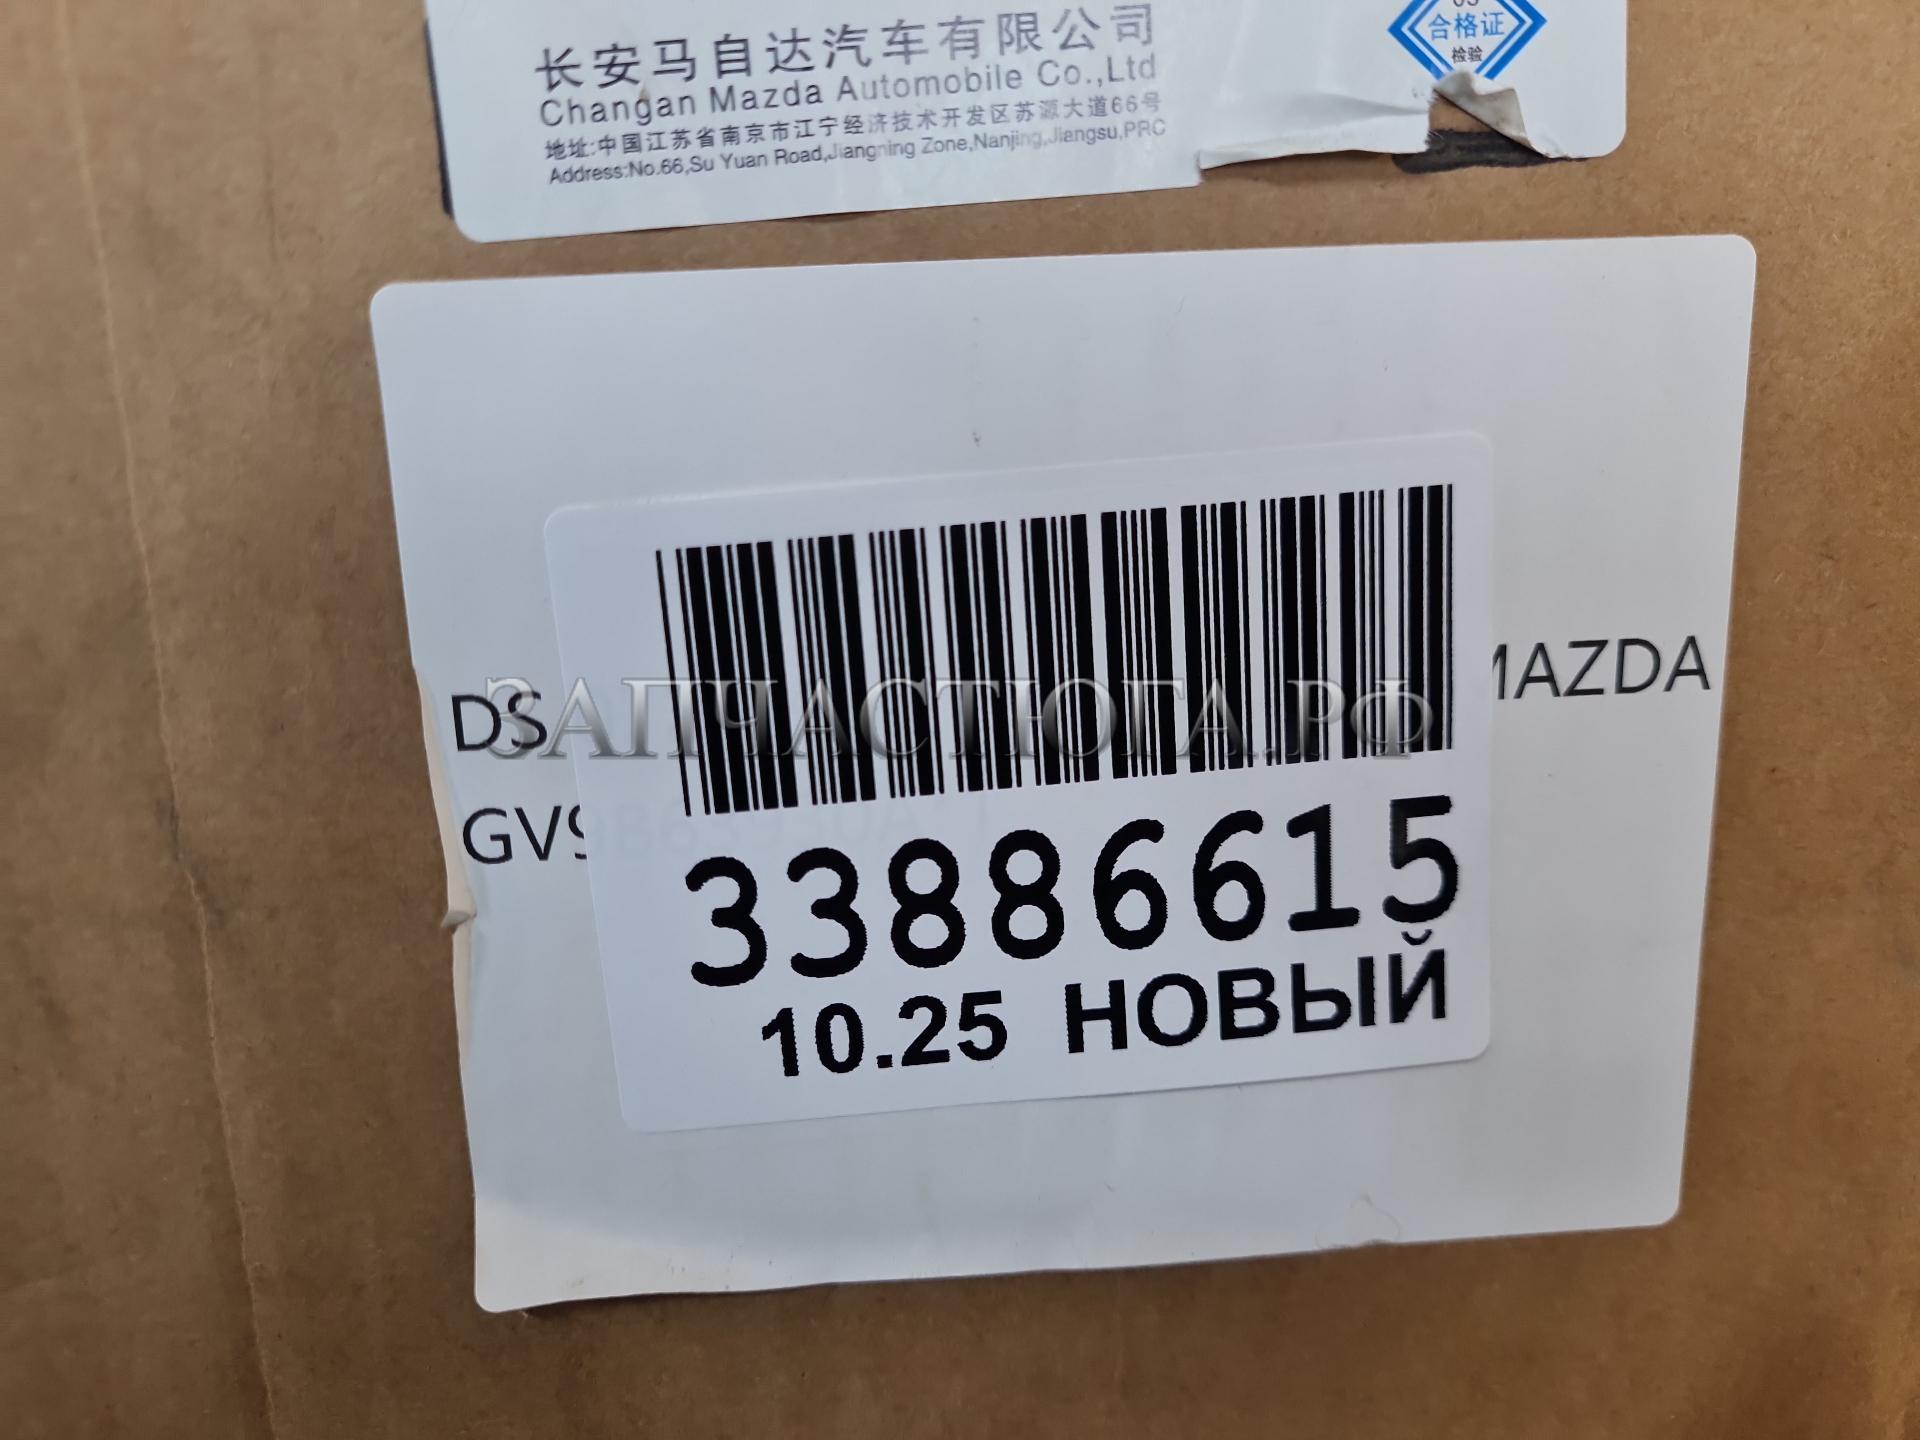 长安马自达汽车有限公司
Changan Mazda Automobile Co.,Ltd
地址:中国江苏省南京市江宁经济技术开发区苏源大道66号
Address:No.66,Su Yuan Road,Jiangning Zone,Nanjing,Jiangsu,PRC
合格证
检验
DS
MAZDA
ЗАПЧАСТЮГА.РФ
GV9
33886615
10.25 НОВЫЙ